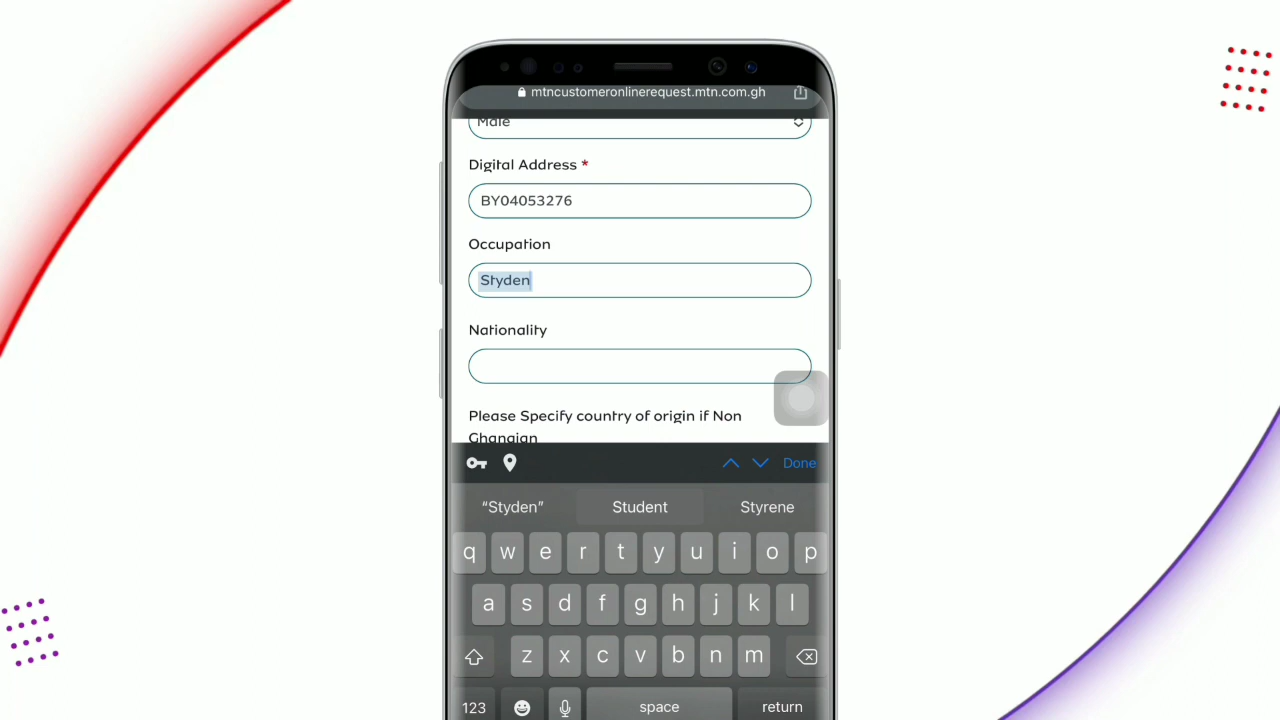 mtncustomeronlinerequest.mtn.com.gh
Male
Digital Address *
BY04053276
Occupation
Styden
Nationality
Please Specify country of origin if Non
Ghanaian
Done
“Styden” Student Styrene
q w e r t y u i o p
a s d f g h j k l
z x c v b n m
123 space return